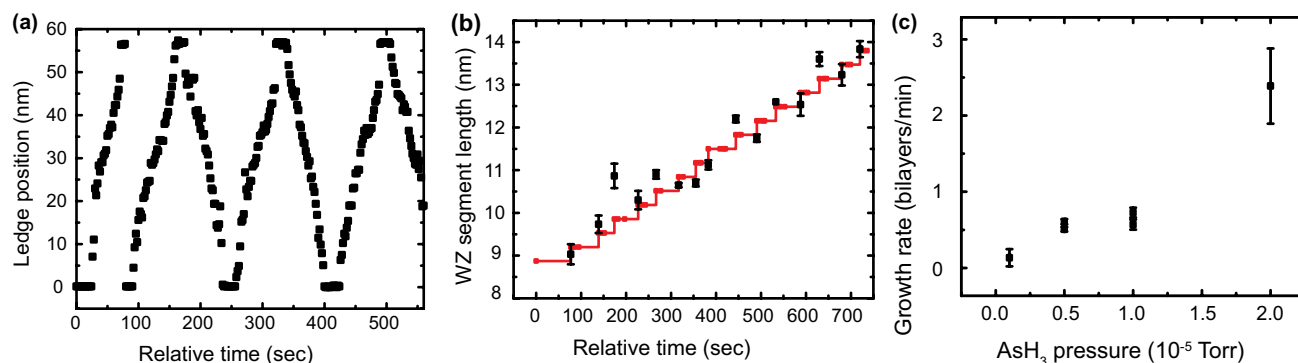 (a)
Ledge position (nm)
60
50
40
30
20
10
0
0 100 200 300 400 500
Relative time (sec)
(b)
WZ segment length (nm)
14
13
12
11
10
9
8
0 100 200 300 400 500 600 700
Relative time (sec)
(c)
Growth rate (bilayers/min)
3
2
1
0
0.0 0.5 1.0 2.0
AsH₃ pressure (10⁻⁵ Torr)